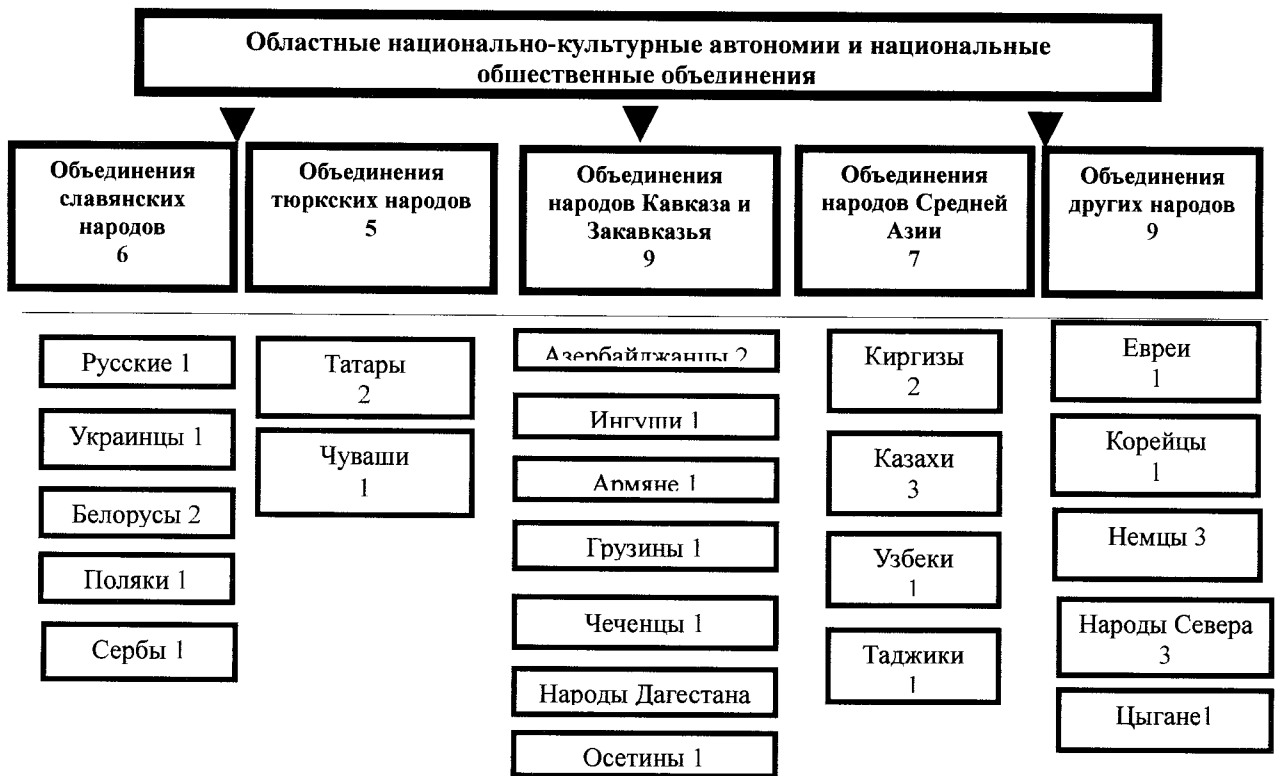 Областные национально-культурные автономии и национальные
общественные объединения
Объединения
славянских
народов
6
Объединения
тюркских народов
5
Объединения
народов Кавказа и
Закавказья
9
Объединения
народов Средней
Азии
7
Объединения
других народов
9
Русские 1
Украинцы 1
Белорусы 2
Поляки 1
Сербы 1
Татары
2
Чуваши
1
Азербайджанцы 2
Ингуши 1
Армяне 1
Грузины 1
Чеченцы 1
Народы Дагестана
Осетины 1
Киргизы
2
Казахи
3
Узбеки
1
Таджики
1
Евреи
1
Корейцы
1
Немцы 3
Народы Севера
3
Цыгане1